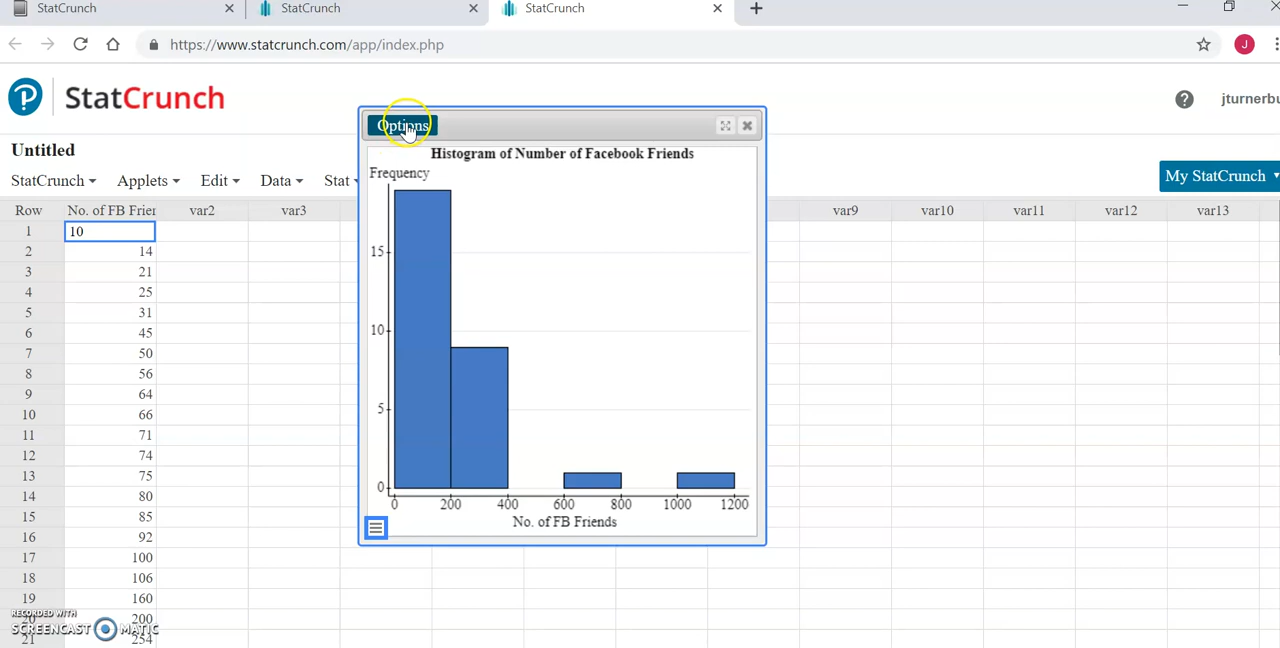 StatCrunch StatCrunch StatCrunch
https://www.statcrunch.com/app/index.php J
P StatCrunch jturnerbu
Untitled
StatCrunch Applets Edit Data Stat My StatCrunch
Row No. of FB Frier var2 var3 var9 var10 var11 var12 var13
1 10
2 14
3 21
4 25
5 31
6 45
7 50
8 56
9 64
10 66
11 71
12 74
13 75
14 80
15 85
16 92
17 100
18 106
19 160
20 200
21 254
Options
Histogram of Number of Facebook Friends
Frequency
15
10
5
0
0 200 400 600 800 1000 1200
No. of FB Friends
RECORDED WITH
SCREENCAST MATIC